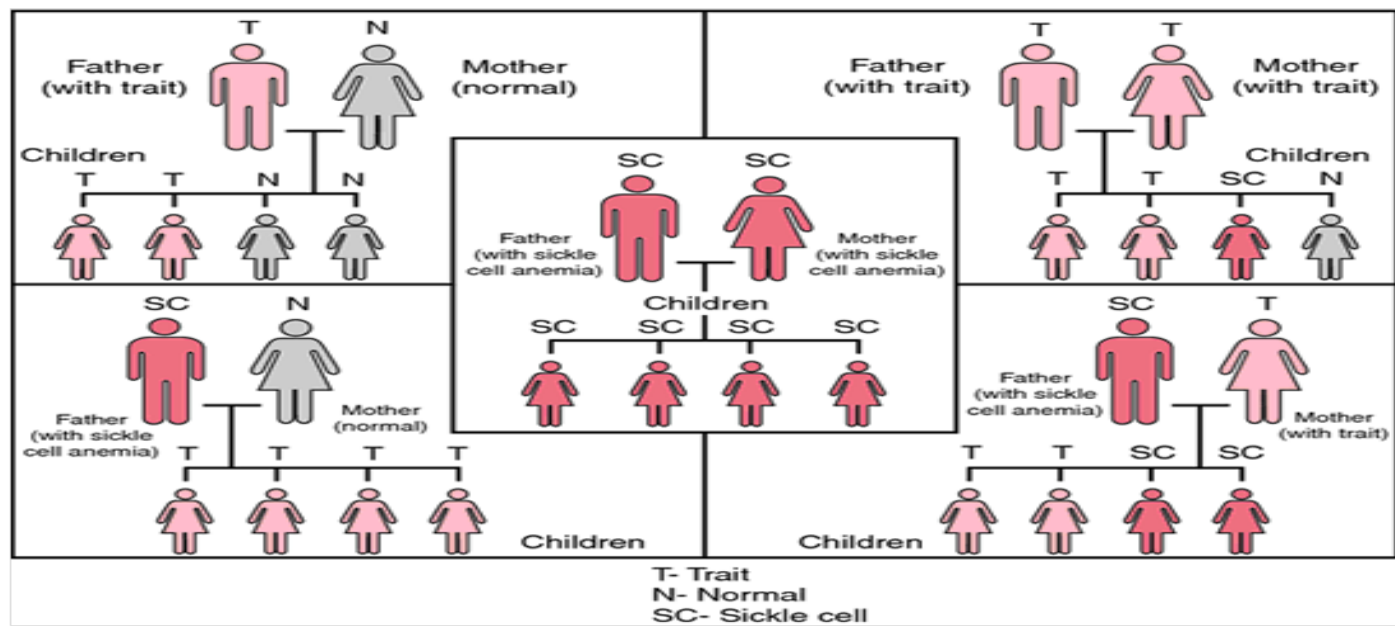 T N
Father
(with trait)
Mother
(normal)
Children
T T N N
T T
Father
(with trait)
Mother
(with trait)
Children
T T SC N
SC SC
Father
(with sickle
cell anemia)
Mother
(with sickle
cell anemia)
Children
SC SC SC SC
SC N
Father
(with sickle
cell anemia)
Mother
(normal)
T T T T
Children
SC T
Father
(with sickle
cell anemia)
Mother
(with trait)
T T SC SC
Children
T- Trait
N- Normal
SC- Sickle cell